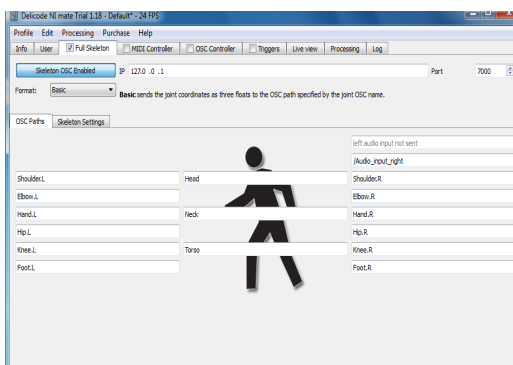 Delicode NI mate Trial 1.18 - Default* - 24 FPS
Profile Edit Processing Purchase Help
Info User Full Skeleton MIDI Controller OSC Controller Triggers Live view Processing Log
Skeleton OSC Enabled IP 127.0 .0 .1 Port 7000
Format: Basic Basic sends the joint coordinates as three floats to the OSC path specified by the joint OSC name.
OSC Paths Skeleton Settings
left audio input not sent
/Audio_input_right
Shoulder.L Head Shoulder.R
Elbow.L Elbow.R
Hand.L Neck Hand.R
Hip.L Hip.R
Knee.L Torso Knee.R
Foot.L Foot.R